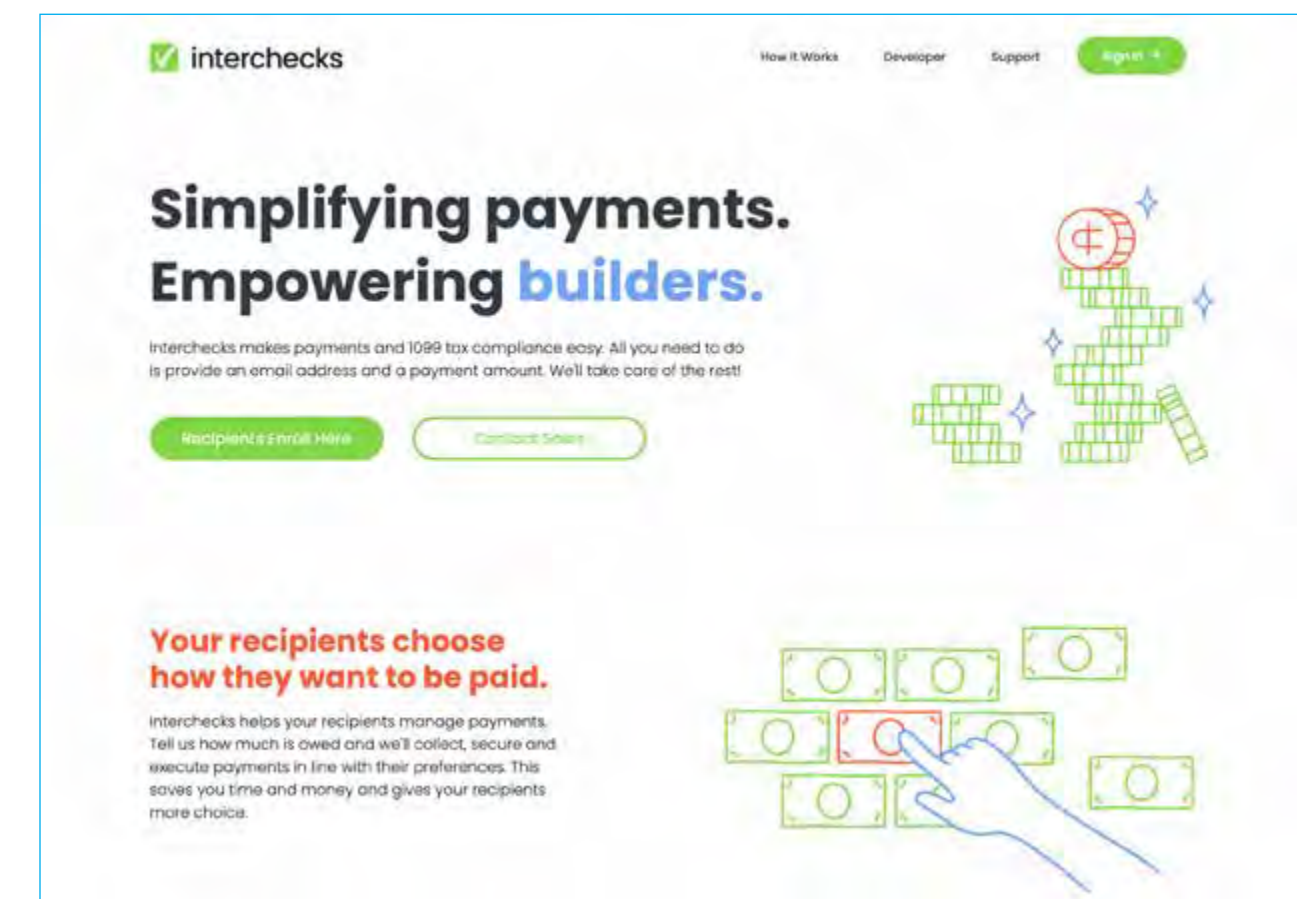 interchecks
How It Works Developer Support Sign In
Simplifying payments.
Empowering builders.
Interchecks makes payments and 1099 tax compliance easy. All you need to do
is provide an email address and a payment amount. We'll take care of the rest!
Recipients Enroll Here Contact Sales
Your recipients choose
how they want to be paid.
Interchecks helps your recipients manage payments.
Tell us how much is owed and we'll collect, secure and
execute payments in line with their preferences. This
saves you time and money and gives your recipients
more choice.